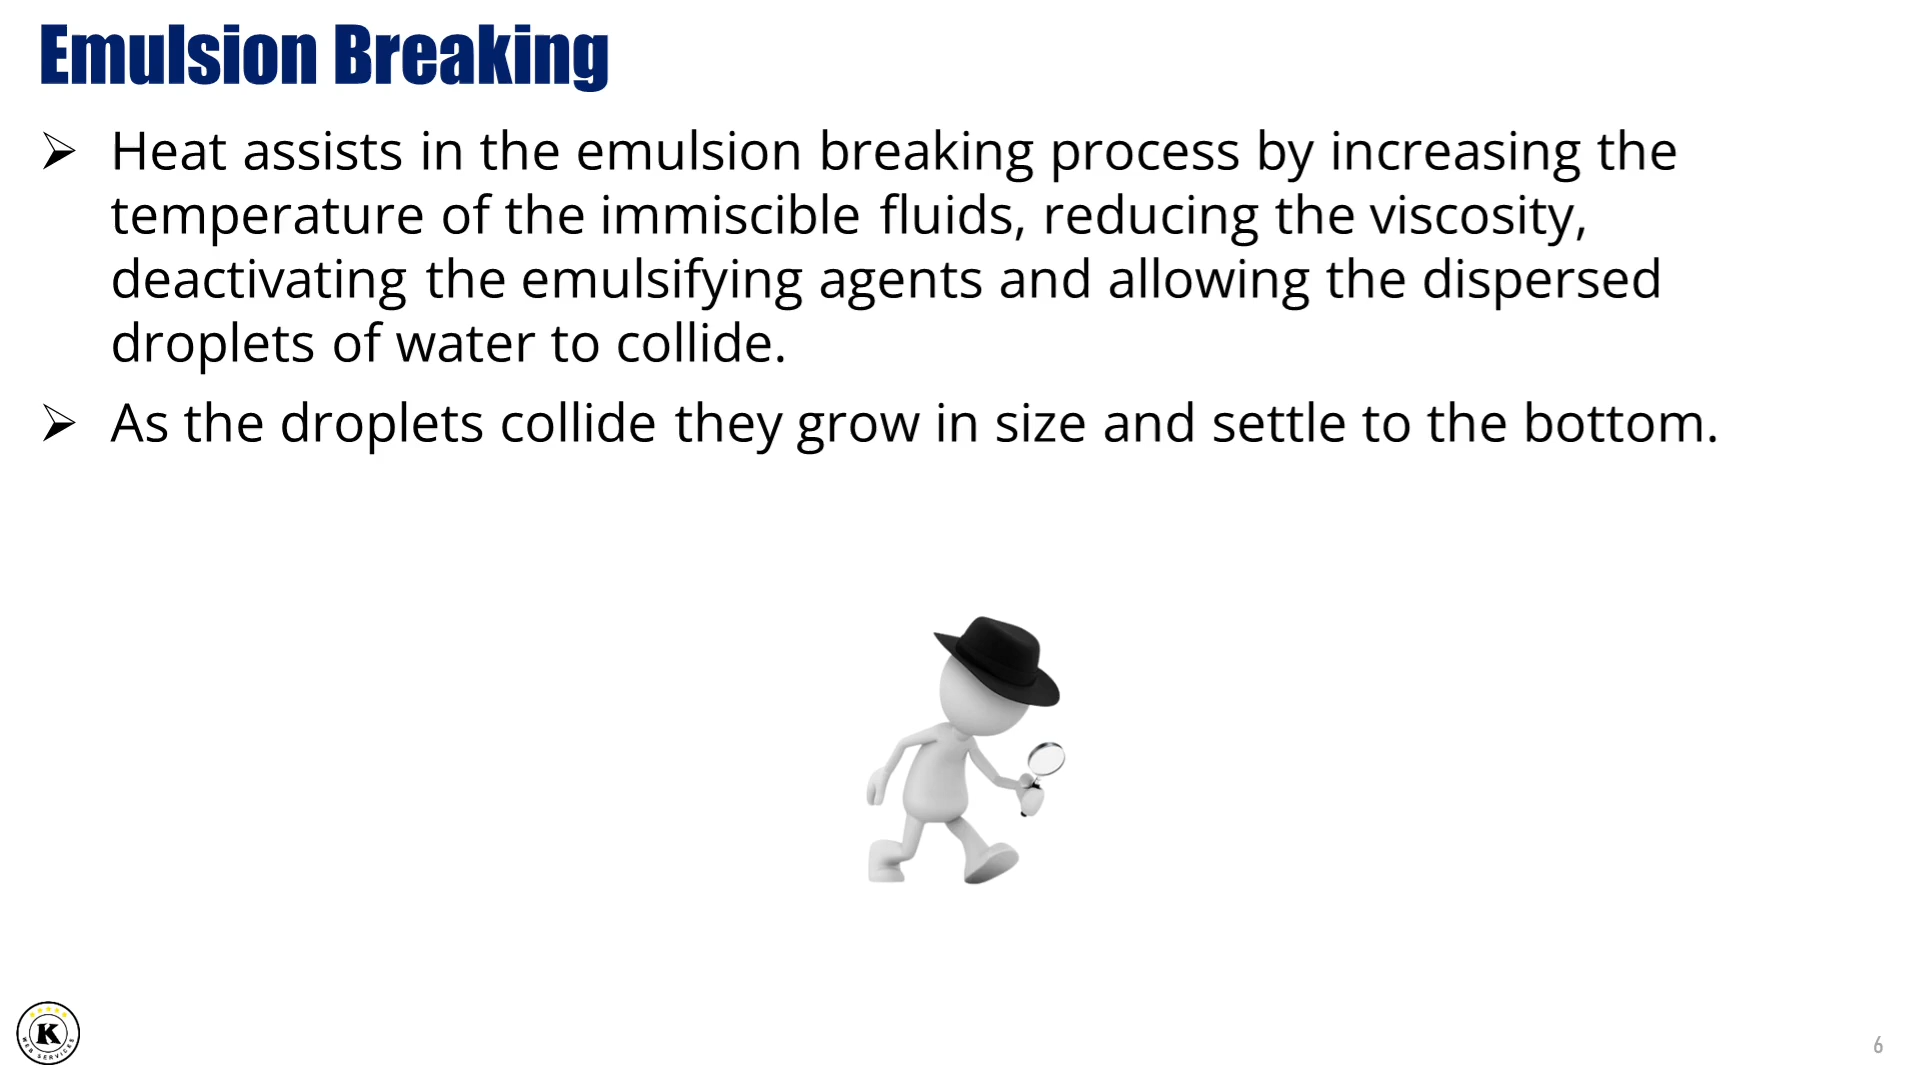 Emulsion Breaking
➢ Heat assists in the emulsion breaking process by increasing the
temperature of the immiscible fluids, reducing the viscosity,
deactivating the emulsifying agents and allowing the dispersed
droplets of water to collide.
➢ As the droplets collide they grow in size and settle to the bottom.
K
WEB SERVICES
6